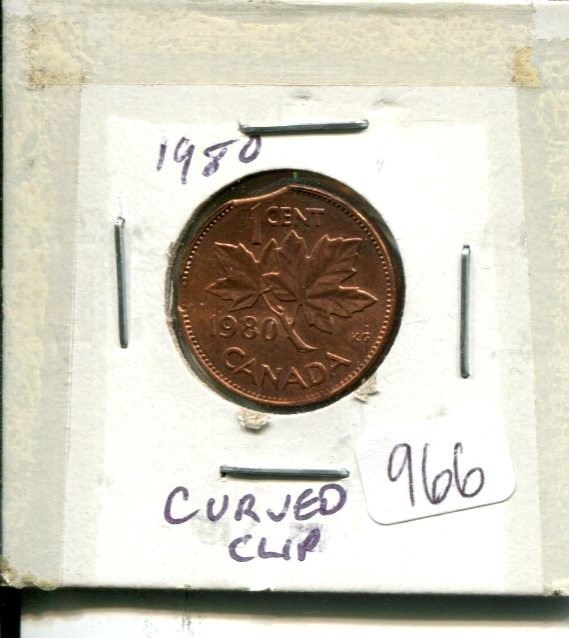 1980
1 CENT
1980
KG
CANADA
966
CURVED
CLIP